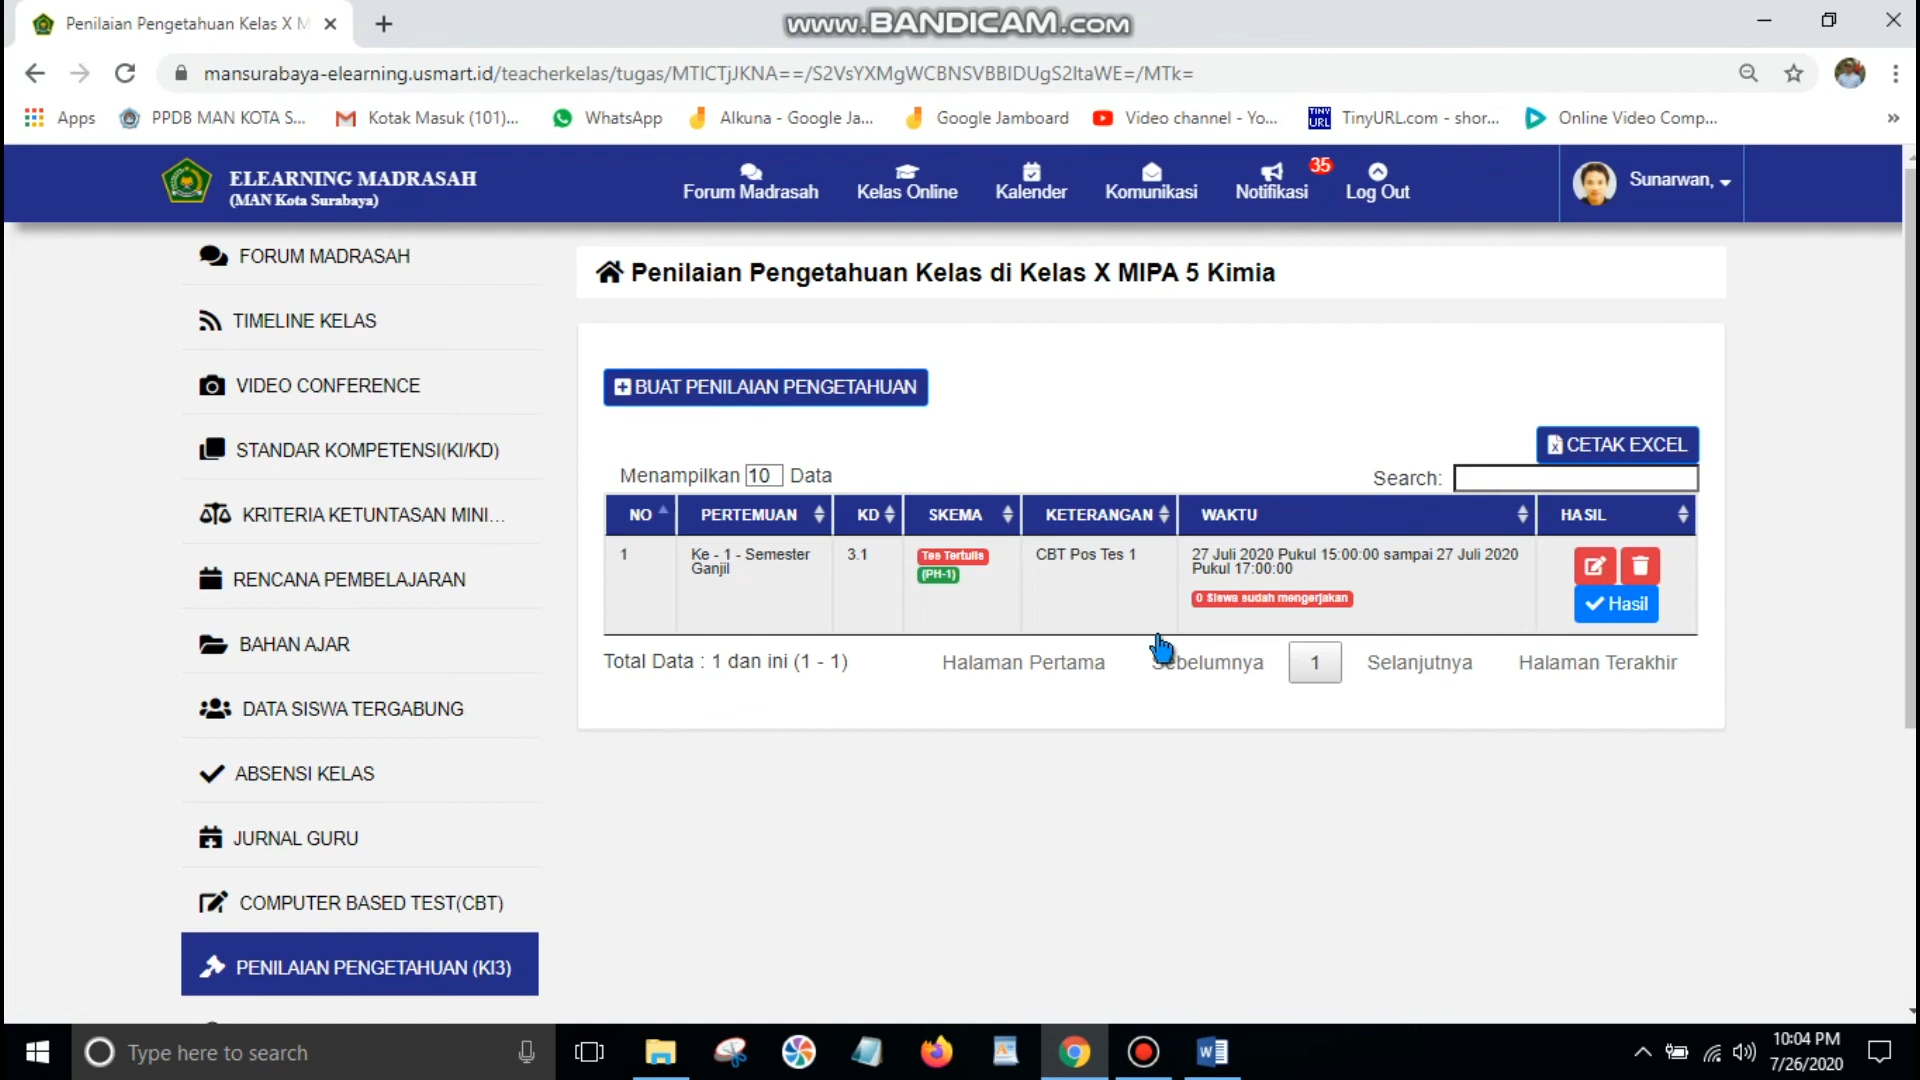 Penilaian Pengetahuan Kelas X M
www.BANDICAM.com
mansurabaya-elearning.usmart.id/teacherkelas/tugas/MTICTjJKNA==/S2VsYXMgWCBNSVBBIDUgS2ltaWE=/MTk=
Apps
PPDB MAN KOTA S...
Kotak Masuk (101)...
WhatsApp
Alkuna - Google Ja...
Google Jamboard
Video channel - Yo...
TINY URL
TinyURL.com - shor...
Online Video Comp...
»
ELEARNING MADRASAH
(MAN Kota Surabaya)
Forum Madrasah
Kelas Online
Kalender
Komunikasi
Notifikasi
35
Log Out
Sunarwan,
FORUM MADRASAH
TIMELINE KELAS
VIDEO CONFERENCE
STANDAR KOMPETENSI(KI/KD)
KRITERIA KETUNTASAN MINI...
RENCANA PEMBELAJARAN
BAHAN AJAR
DATA SISWA TERGABUNG
ABSENSI KELAS
JURNAL GURU
COMPUTER BASED TEST(CBT)
PENILAIAN PENGETAHUAN (KI3)
Penilaian Pengetahuan Kelas di Kelas X MIPA 5 Kimia
BUAT PENILAIAN PENGETAHUAN
CETAK EXCEL
Menampilkan 10 Data
Search:
NO PERTEMUAN KD SKEMA KETERANGAN WAKTU HASIL
1
Ke - 1 - Semester
Ganjil
3.1
Tes Tertulis
(PH-1)
CBT Pos Tes 1
27 Juli 2020 Pukul 15:00:00 sampai 27 Juli 2020
Pukul 17:00:00
0 Siswa sudah mengerjakan
Hasil
Total Data : 1 dan ini (1 - 1)
Halaman Pertama
Sebelumnya
1
Selanjutnya
Halaman Terakhir
Type here to search
10:04 PM
7/26/2020